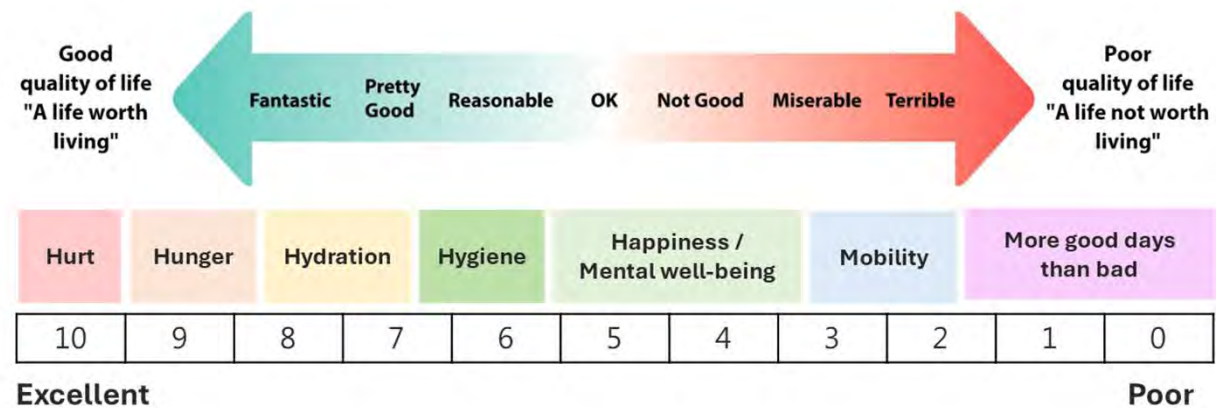 Good
quality of life
"A life worth
living"
Fantastic
Pretty
Good
Reasonable
OK
Not Good
Miserable
Terrible
Poor
quality of life
"A life not worth
living"
Hurt
Hunger
Hydration
Hygiene
Happiness /
Mental well-being
Mobility
More good days
than bad
10 9 8 7 6 5 4 3 2 1 0
Excellent
Poor